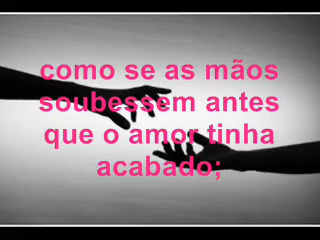 como se as mãos
soubessem antes
que o amor tinha
acabado;